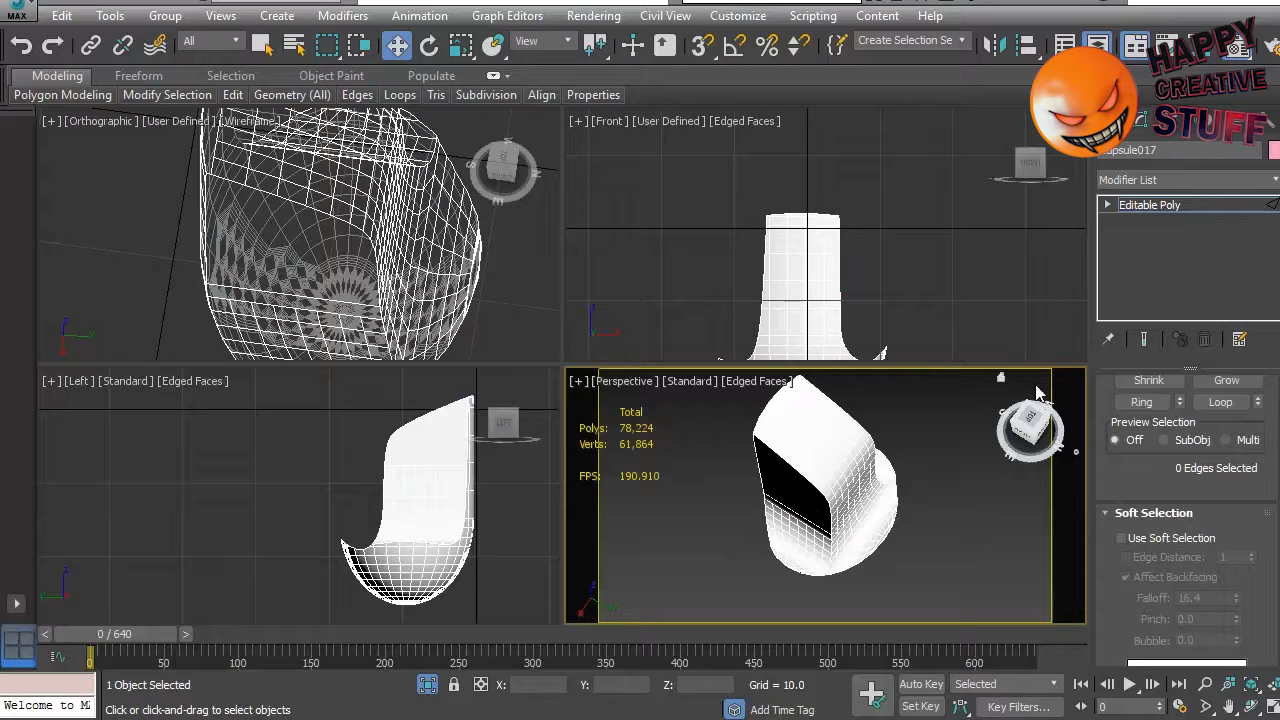 MAX
Edit Tools Group Views Create Modifiers Animation Graph Editors Rendering Civil View Customize Scripting Content Help
All View Create Selection Se
HAPPY
CREATIVE
STUFF
Modeling Freeform Selection Object Paint Populate
Polygon Modeling Modify Selection Edit Geometry (All) Edges Loops Tris Subdivision Align Properties
[+] [Orthographic] [User Defined] [Wireframe]
[+] [Front] [User Defined] [Edged Faces]
FRONT
psule017
Modifier List
Editable Poly
[+] [Left] [Standard] [Edged Faces]
LEFT
[+] [Perspective] [Standard] [Edged Faces]
TOP
Total
Polys: 78,224
Verts: 61,864
FPS: 190.910
Shrink Grow
Ring Loop
Preview Selection
Off SubObj Multi
0 Edges Selected
Soft Selection
Use Soft Selection
Edge Distance: 1
Affect Backfacing
Falloff: 16.4
Pinch: 0.0
Bubble: 0.0
0 / 640
0 50 100 150 200 250 300 350 400 450 500 550 600
1 Object Selected X: Y: Z: Grid = 10.0 Auto Key Selected
Welcome to M
Click or click-and-drag to select objects Add Time Tag Set Key Key Filters... 0